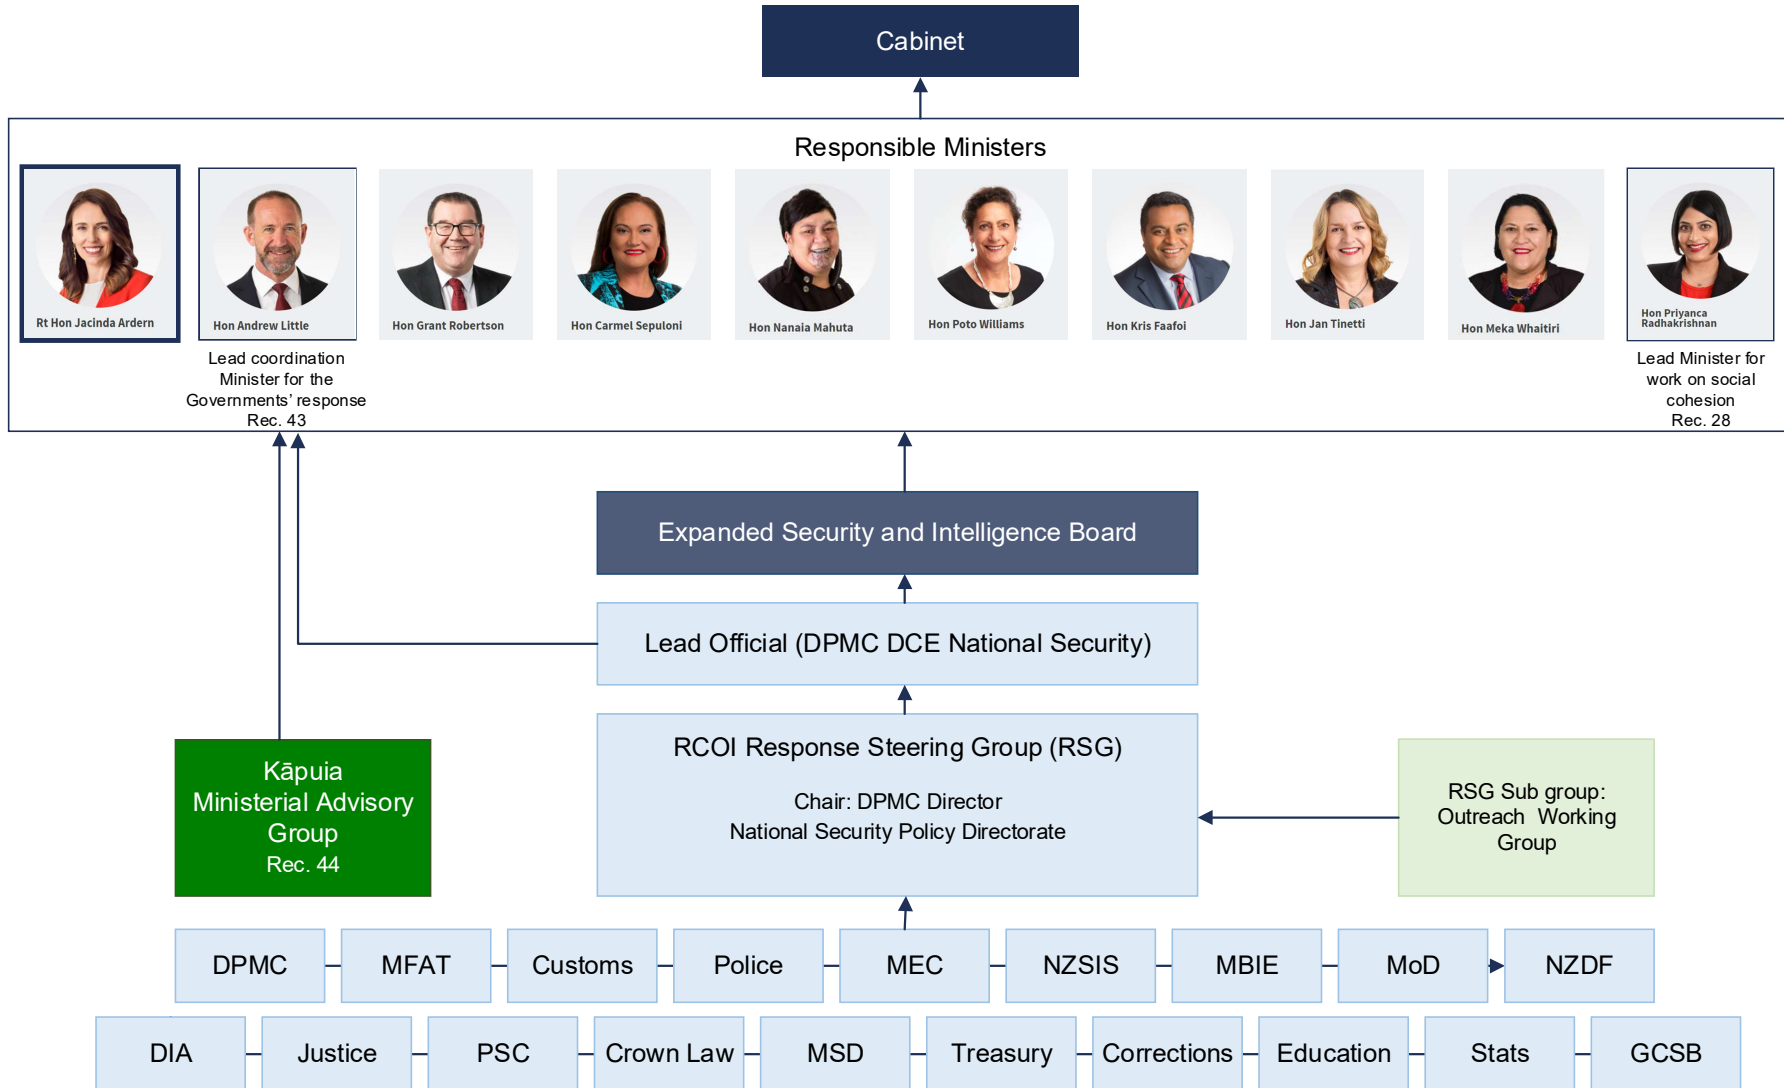 Cabinet
Responsible Ministers
Rt Hon Jacinda Ardern
Hon Andrew Little
Hon Grant Robertson
Hon Carmel Sepuloni
Hon Nanaia Mahuta
Hon Poto Williams
Hon Kris Faafoi
Hon Jan Tinetti
Hon Meka Whaitiri
Hon Priyanca
Radhakrishnan
Lead coordination
Minister for the
Governments’ response
Rec. 43
Lead Minister for
work on social
cohesion
Rec. 28
Expanded Security and Intelligence Board
Lead Official (DPMC DCE National Security)
RCOI Response Steering Group (RSG)
Chair: DPMC Director
National Security Policy Directorate
Kāpuia
Ministerial Advisory
Group
Rec. 44
RSG Sub group:
Outreach Working
Group
DPMC
MFAT
Customs
Police
MEC
NZSIS
MBIE
MoD
NZDF
DIA
Justice
PSC
Crown Law
MSD
Treasury
Corrections
Education
Stats
GCSB